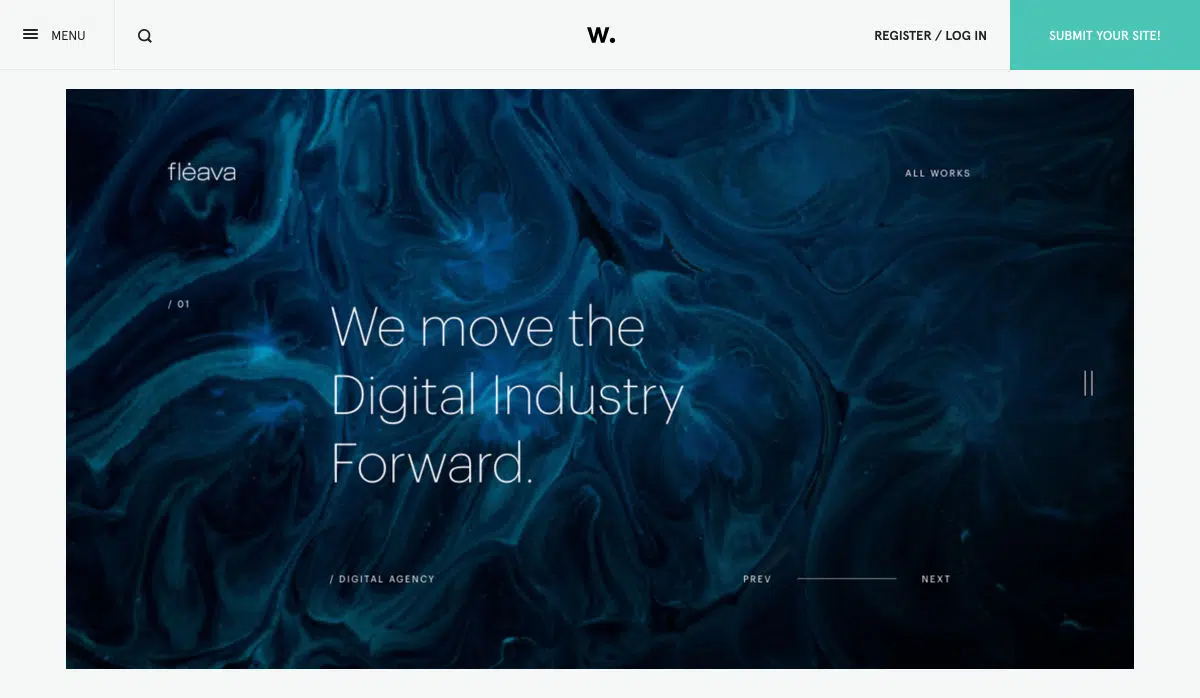 MENU
W.
REGISTER / LOG IN
SUBMIT YOUR SITE!
flėava
ALL WORKS
/ 01
We move the
Digital Industry
Forward.
/ DIGITAL AGENCY
PREV
NEXT